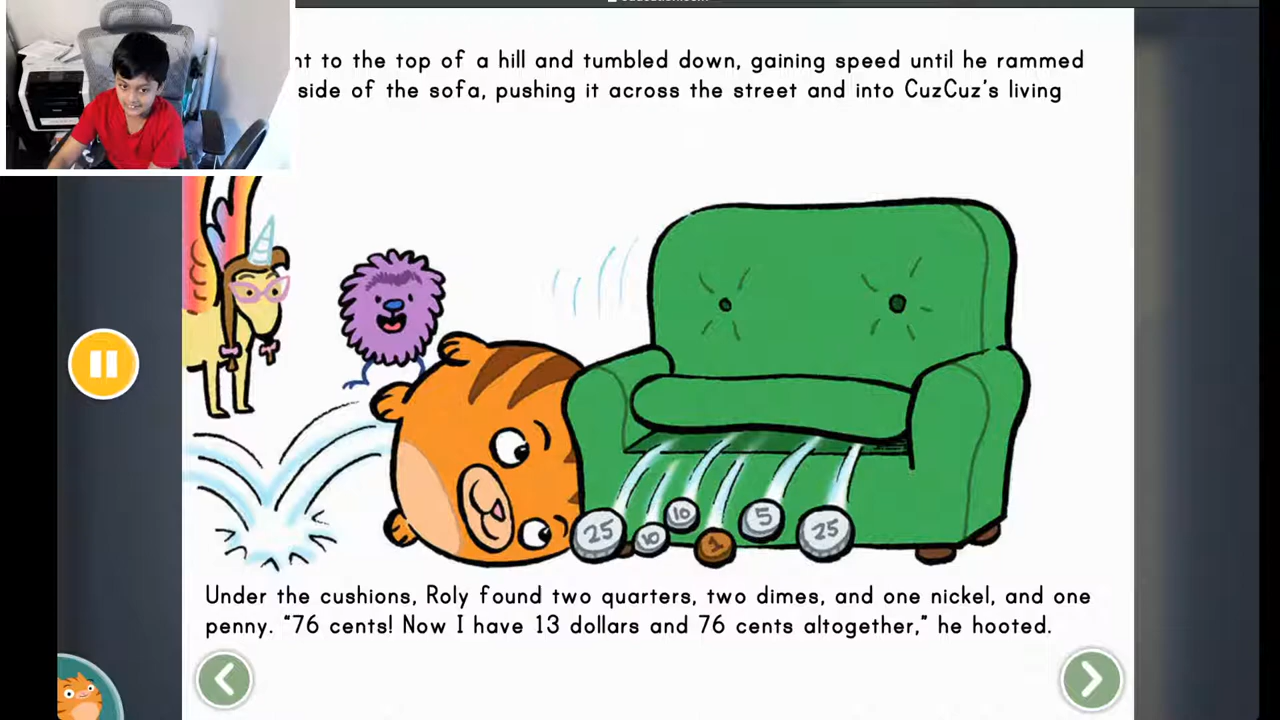 nt to the top of a hill and tumbled down, gaining speed until he rammed
side of the sofa, pushing it across the street and into CuzCuz's living
25 10 10 1 5 25
Under the cushions, Roly found two quarters, two dimes, and one nickel, and one
penny. "76 cents! Now I have 13 dollars and 76 cents altogether," he hooted.